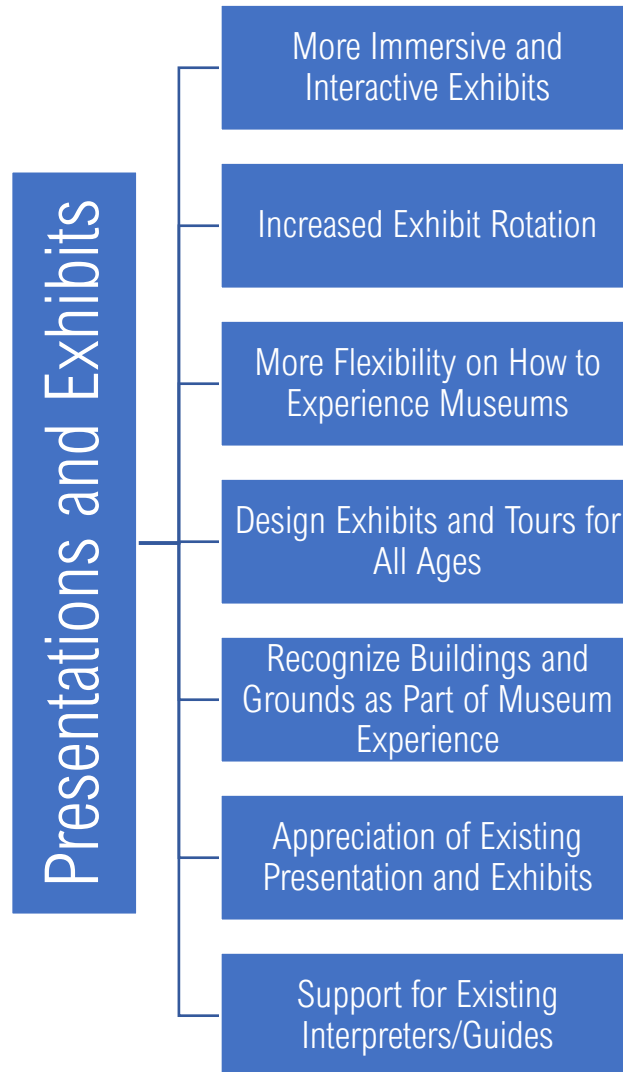 Presentations and Exhibits
More Immersive and
Interactive Exhibits
Increased Exhibit Rotation
More Flexibility on How to
Experience Museums
Design Exhibits and Tours for
All Ages
Recognize Buildings and
Grounds as Part of Museum
Experience
Appreciation of Existing
Presentation and Exhibits
Support for Existing
Interpreters/Guides